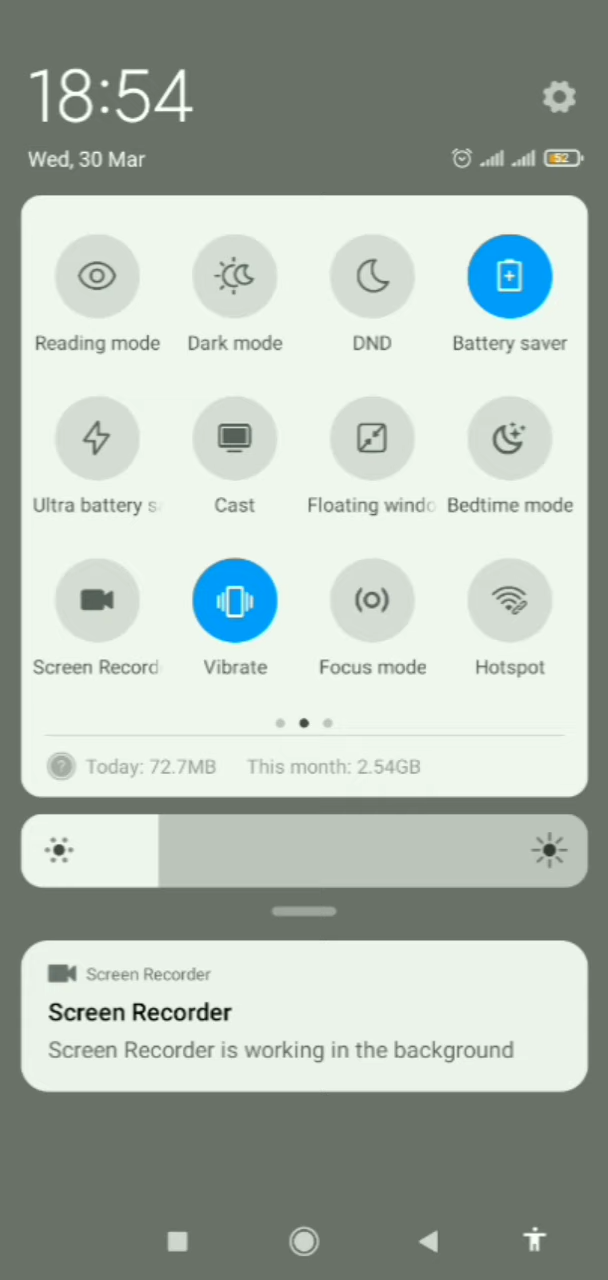 18:54
Wed, 30 Mar
52
Reading mode Dark mode DND Battery saver
Ultra battery s Cast Floating windo Bedtime mode
Screen Record Vibrate Focus mode Hotspot
? Today: 72.7MB This month: 2.54GB
Screen Recorder
Screen Recorder
Screen Recorder is working in the background